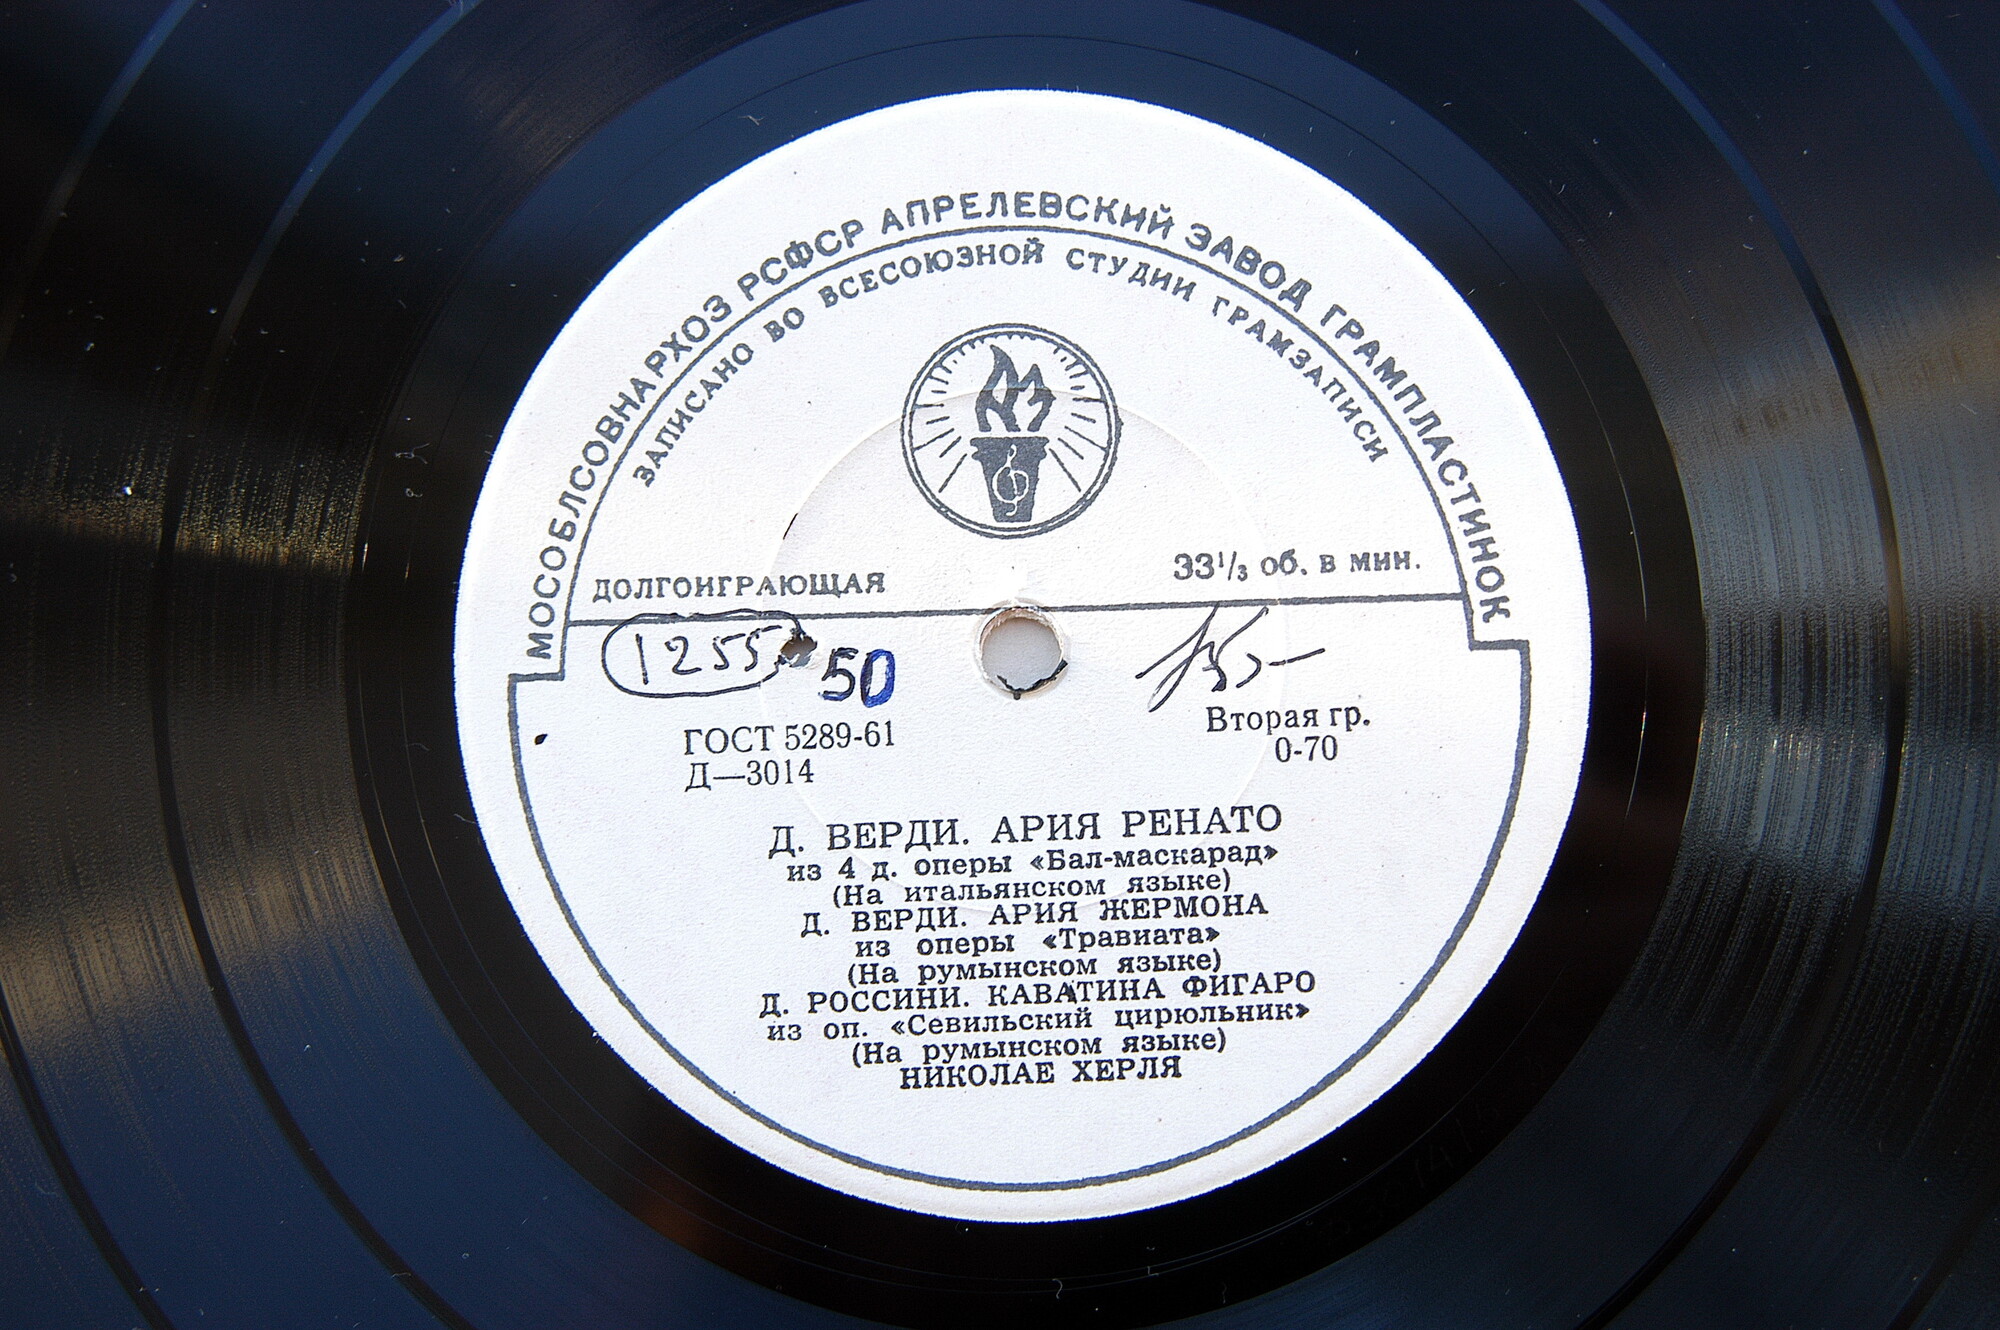 МОСОБЛСОВНАРХОЗ РСФСР АПРЕЛЕВСКИЙ ЗАВОД ГРАМПЛАСТИНОК
ЗАПИСАНО ВО ВСЕСОЮЗНОЙ СТУДИИ ГРАМЗАПИСИ
ДОЛГОИГРАЮЩАЯ
33⅓ об. в мин.
1255
50
ГОСТ 5289-61
Д—3014
Вторая гр.
0-70
Д. ВЕРДИ. АРИЯ РЕНАТО
из 4 д. оперы «Бал-маскарад»
(На итальянском языке)
Д. ВЕРДИ. АРИЯ ЖЕРМОНА
из оперы «Травиата»
(На румынском языке)
Д. РОССИНИ. КАВАТИНА ФИГАРО
из оп. «Севильский цирюльник»
(На румынском языке)
НИКОЛАЕ ХЕРЛЯ